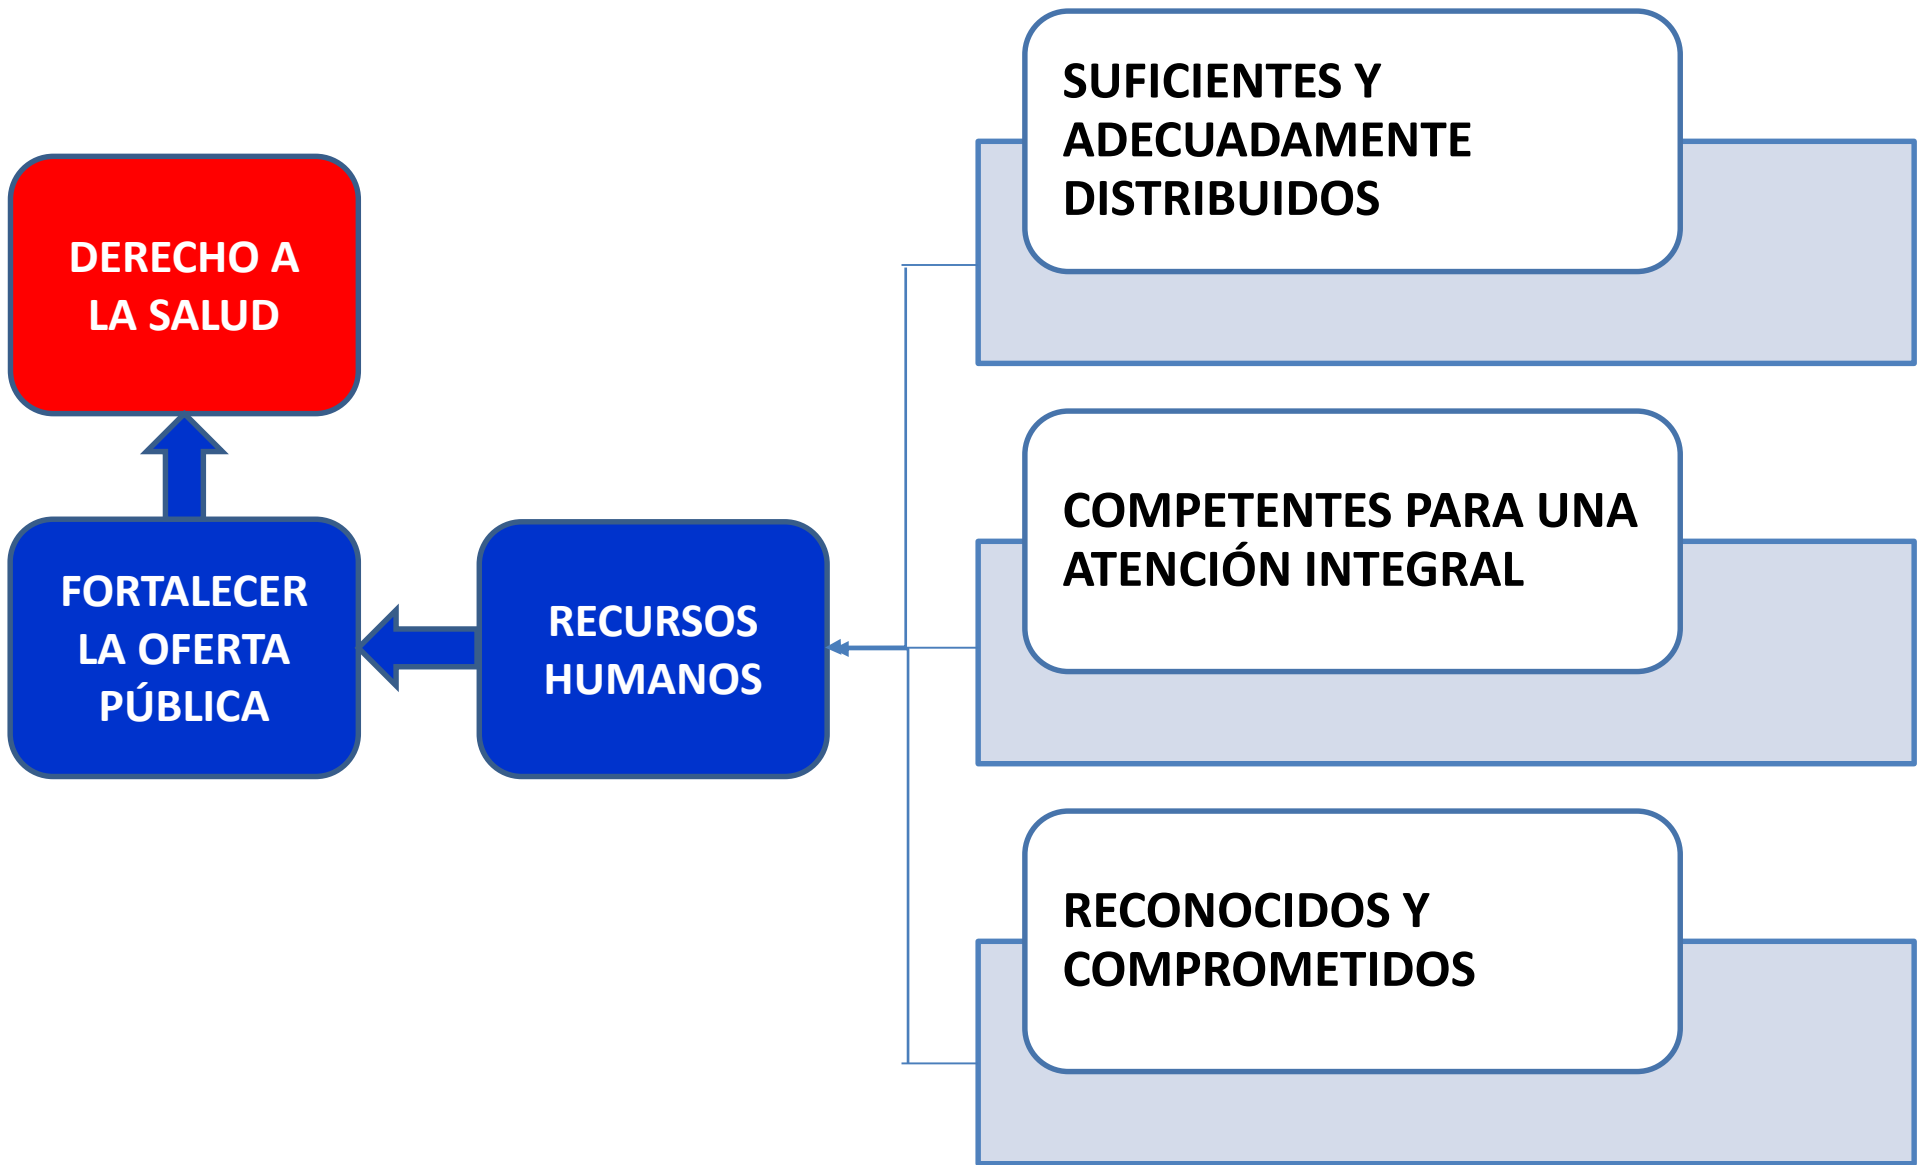 DERECHO A
LA SALUD
FORTALECER
LA OFERTA
PÚBLICA
RECURSOS
HUMANOS
SUFICIENTES Y
ADECUADAMENTE
DISTRIBUIDOS
COMPETENTES PARA UNA
ATENCIÓN INTEGRAL
RECONOCIDOS Y
COMPROMETIDOS